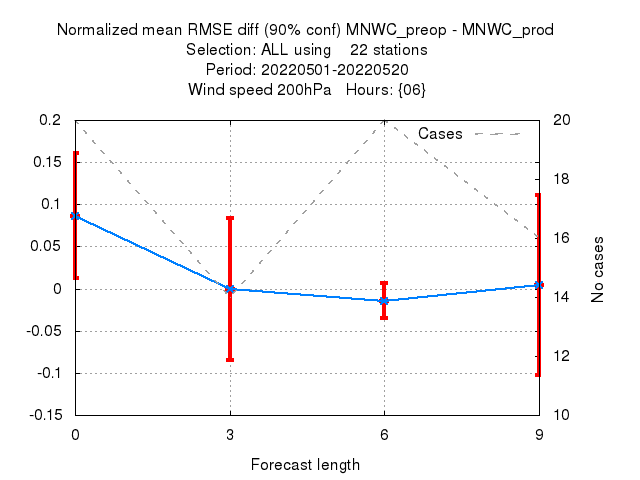 Normalized mean RMSE diff (90% conf) MNWC_preop - MNWC_prod
Selection: ALL using    22 stations
Period: 20220501-20220520
Wind speed 200hPa   Hours: {06}
Cases
0.2
0.15
0.1
0.05
0
-0.05
-0.1
-0.15
20
18
16
14
12
10
No cases
0
3
6
9
Forecast length